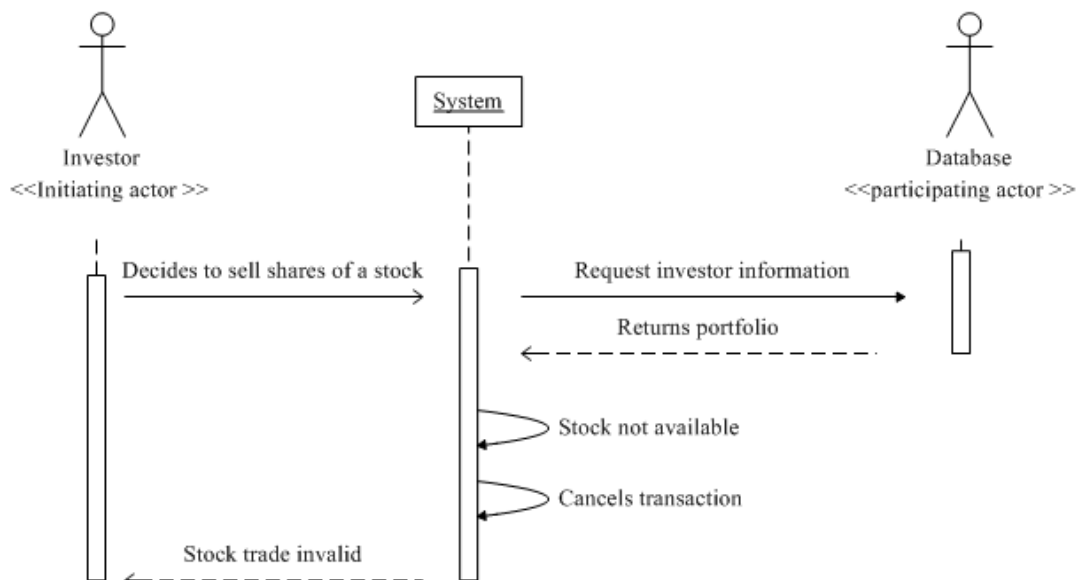 System
Investor
<<Initiating actor >>
Database
<<participating actor>>
Decides to sell shares of a stock
Request investor information
Returns portfolio
Stock not available
Cancels transaction
Stock trade invalid